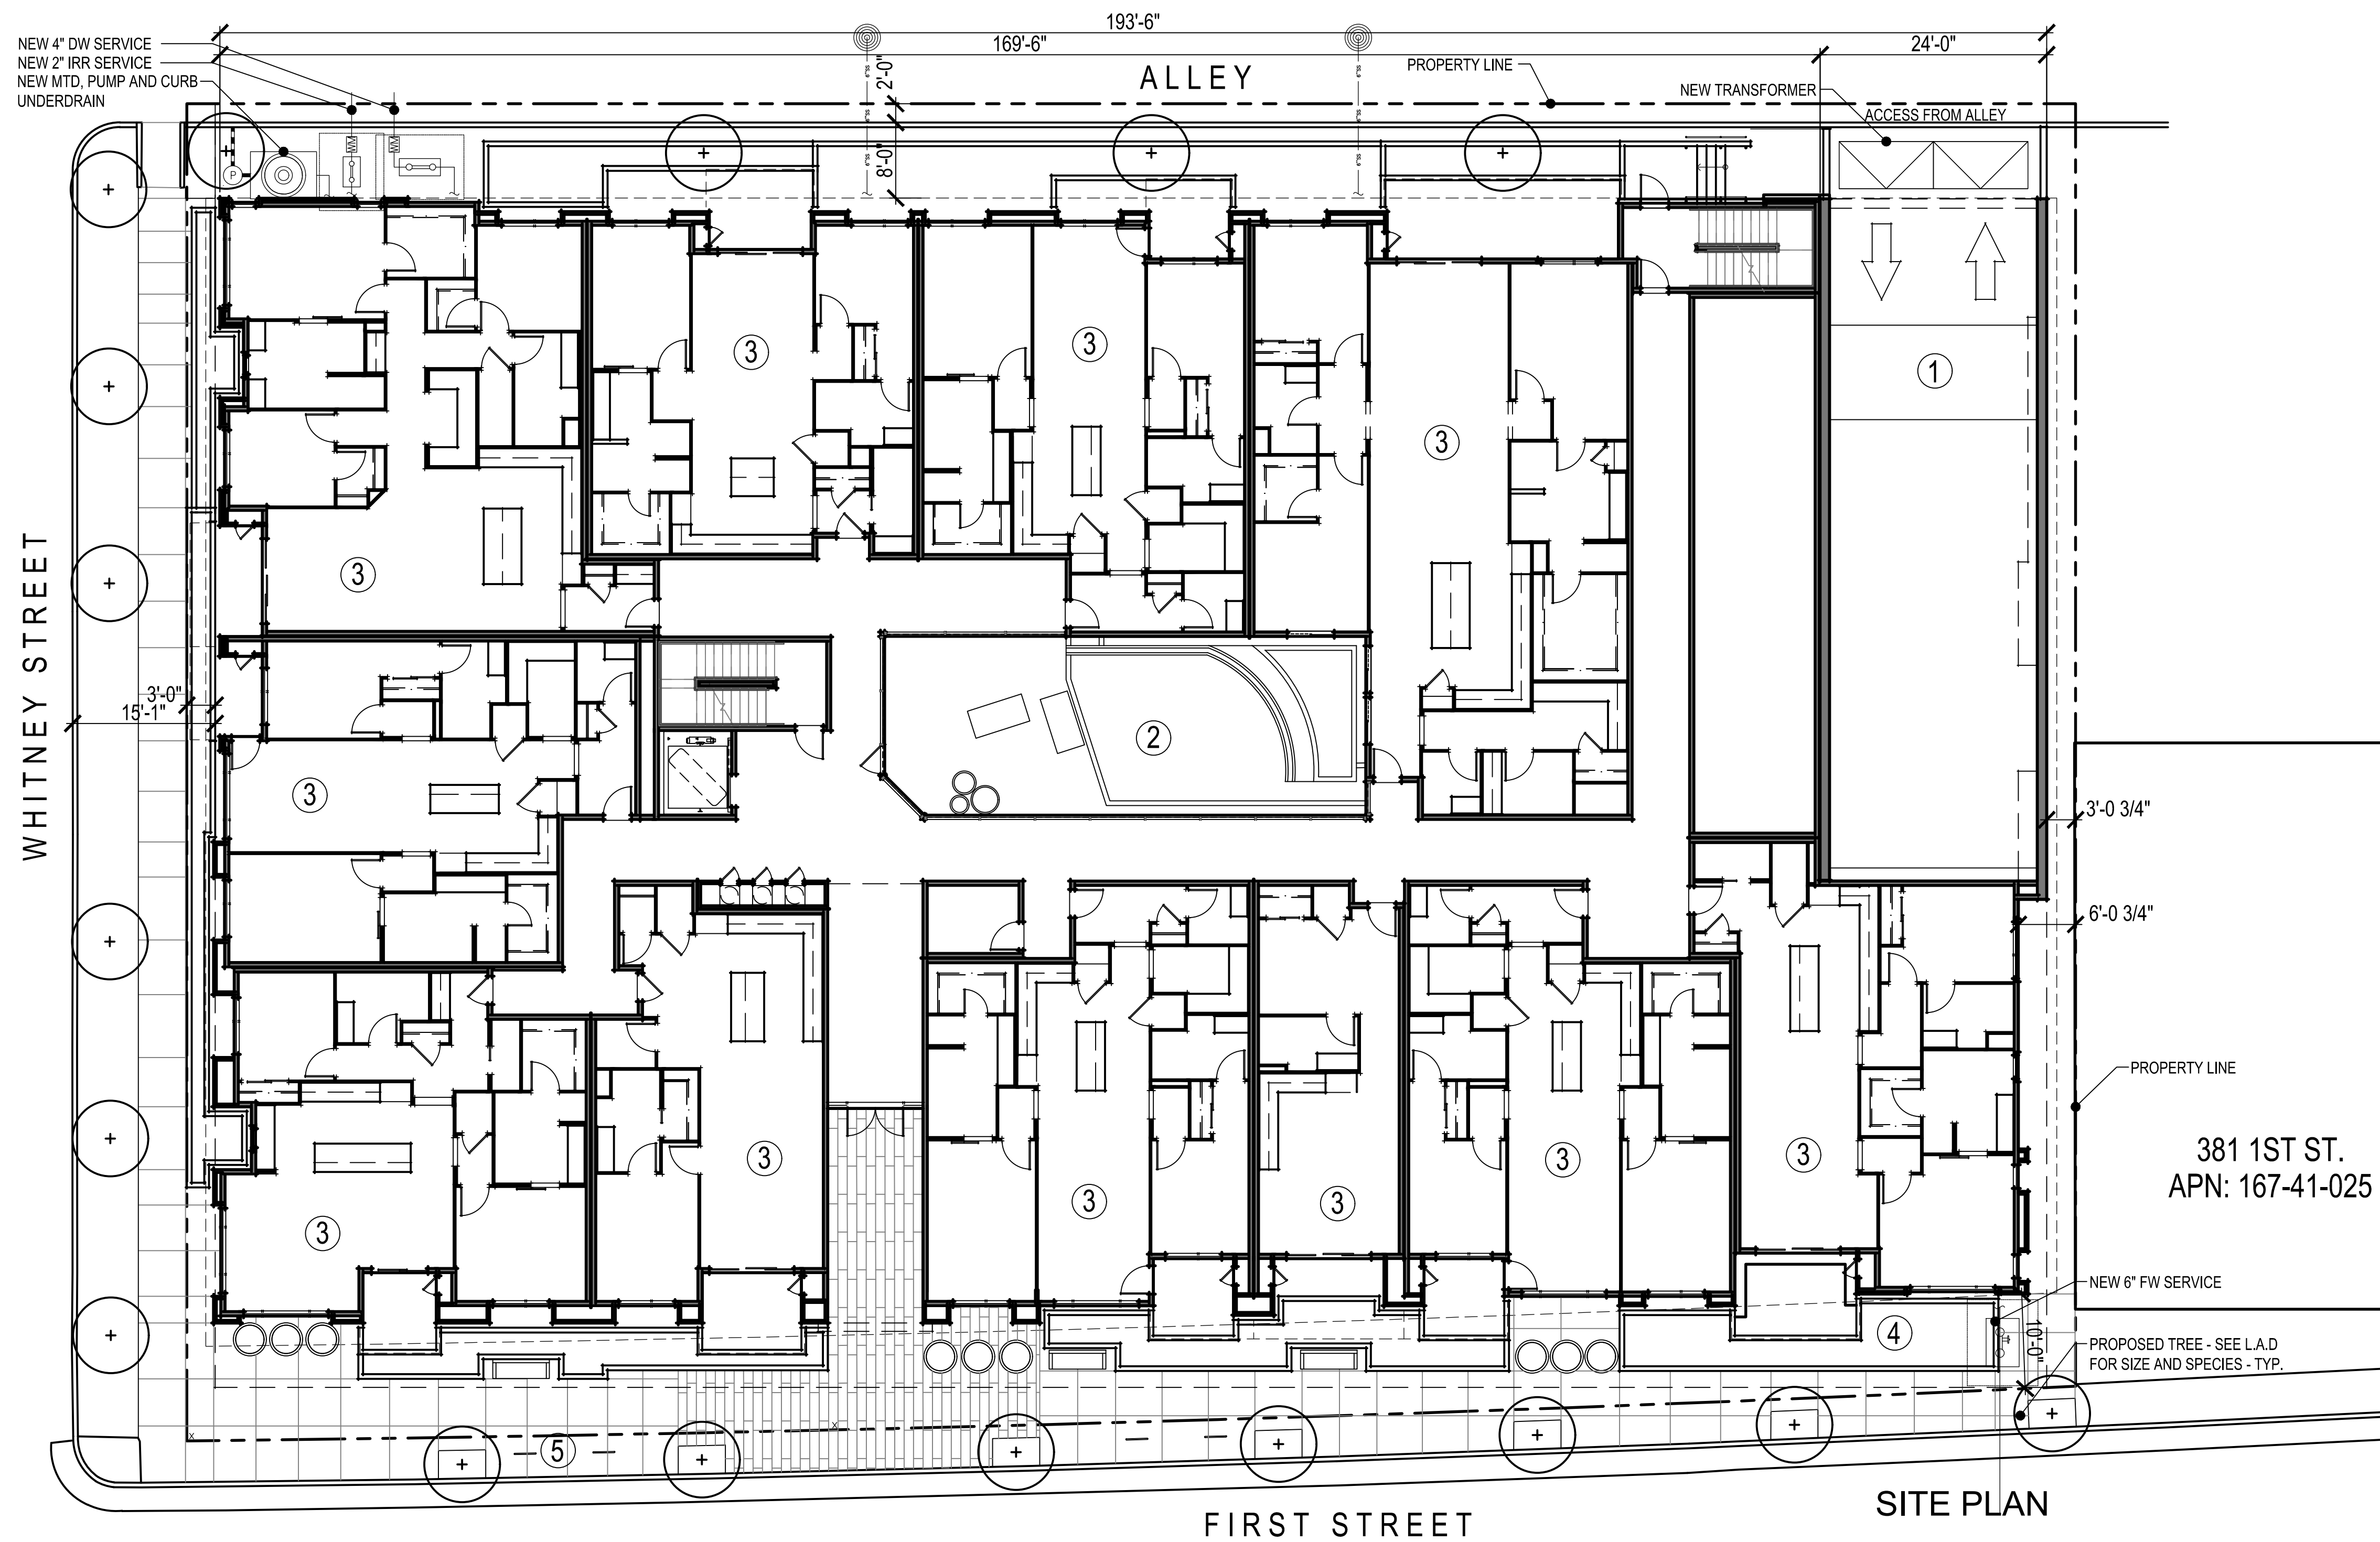 193'-6"
169'-6"
24'-0"
NEW 4" DW SERVICE
NEW 2" IRR SERVICE
NEW MTD, PUMP AND CURB
UNDERDRAIN
2'-0"
ALLEY
PROPERTY LINE
NEW TRANSFORMER
ACCESS FROM ALLEY
8'-0"
P
3
3
3
1
3
WHITNEY STREET
3'-0"
15'-1"
2
3
3'-0 3/4"
6'-0 3/4"
PROPERTY LINE
381 1ST ST.
APN: 167-41-025
3
3
3
3
3
3
NEW 6" FW SERVICE
4
10'-0"
PROPOSED TREE - SEE L.A.D
FOR SIZE AND SPECIES - TYP.
5
SITE PLAN
FIRST STREET